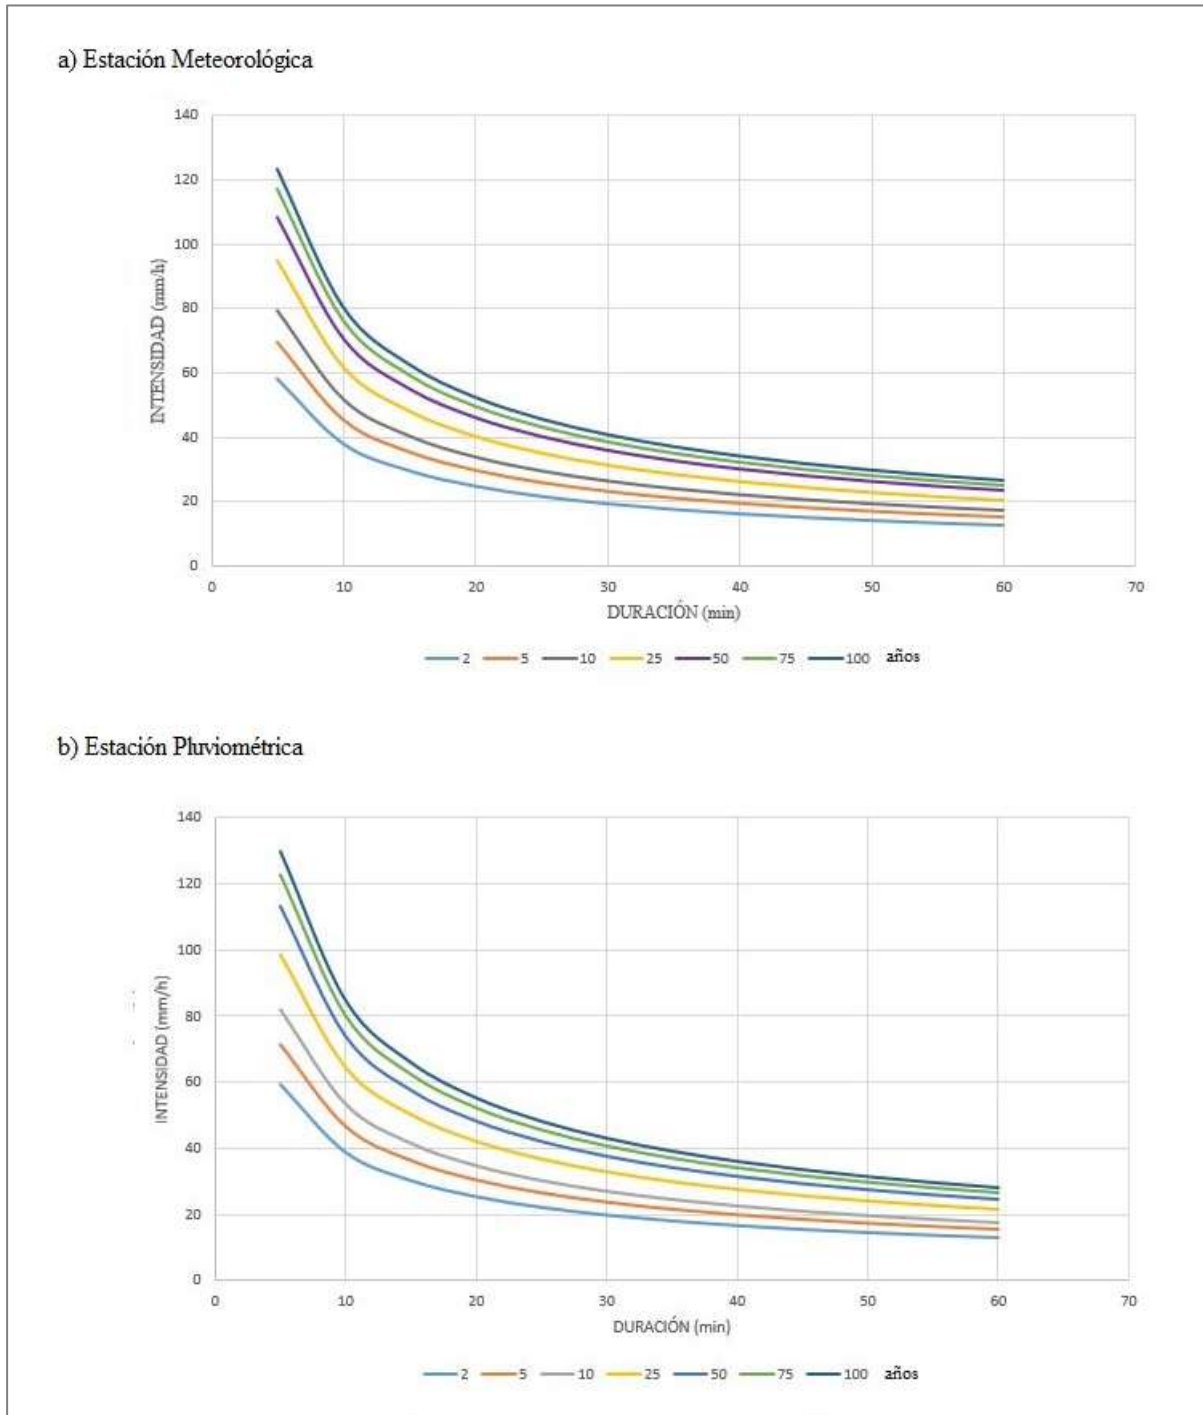 a) Estación Meteorológica
140
120
100
80
60
40
20
0
INTENSIDAD (mm/h)
0 10 20 30 40 50 60 70
DURACIÓN (min)
2 5 10 25 50 75 100 años
b) Estación Pluviométrica
140
120
100
80
60
40
20
0
INTENSIDAD (mm/h)
0 10 20 30 40 50 60 70
DURACIÓN (min)
2 5 10 25 50 75 100 años